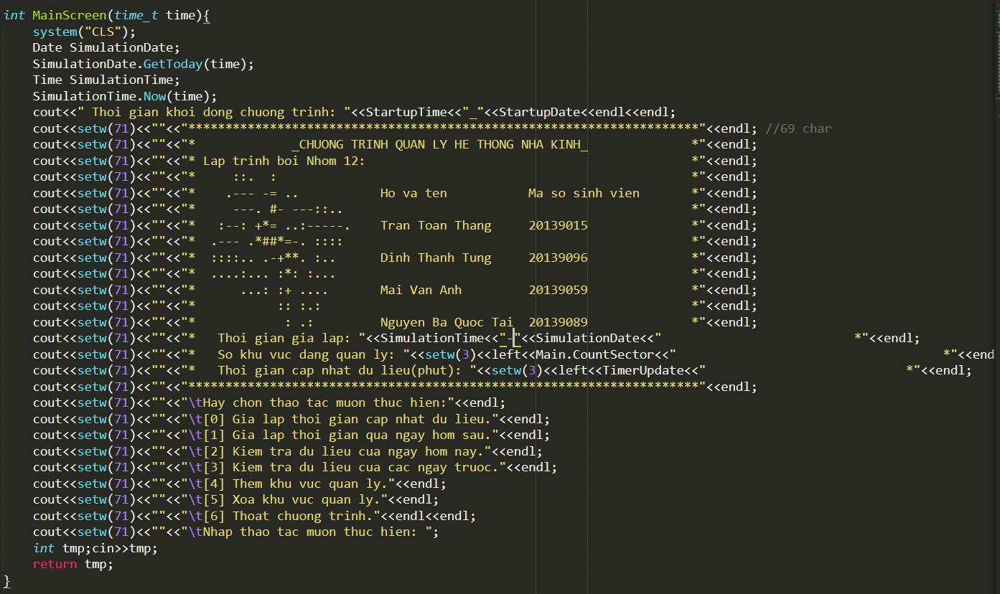 int MainScreen(time_t time){
    system("CLS");
    Date SimulationDate;
    SimulationDate.GetToday(time);
    Time SimulationTime;
    SimulationTime.Now(time);
    cout<<" Thoi gian khoi dong chuong trinh: "<<StartupTime<<"_"<<StartupDate<<endl<<endl;
    cout<<setw(71)<<""<<"*********************************************************************"<<endl; //69 char
    cout<<setw(71)<<""<<"*             _CHUONG TRINH QUAN LY HE THONG NHA KINH_              *"<<endl;
    cout<<setw(71)<<""<<"* Lap trinh boi Nhom 12:                                            *"<<endl;
    cout<<setw(71)<<""<<"*     ::.  :                                                        *"<<endl;
    cout<<setw(71)<<""<<"*    .--- -= ..           Ho va ten           Ma so sinh vien       *"<<endl;
    cout<<setw(71)<<""<<"*     ---. #- ---::..                                               *"<<endl;
    cout<<setw(71)<<""<<"*   :--: +*= ..:-----.    Tran Toan Thang     20139015              *"<<endl;
    cout<<setw(71)<<""<<"*  .--- .*##*=-. ::::                                               *"<<endl;
    cout<<setw(71)<<""<<"*  ::::.. .-+**. :..      Dinh Thanh Tung     20139096              *"<<endl;
    cout<<setw(71)<<""<<"*  ....:... :*: :...                                                *"<<endl;
    cout<<setw(71)<<""<<"*      ...: :+ ....       Mai Van Anh         20139059              *"<<endl;
    cout<<setw(71)<<""<<"*           :: :.:                                                  *"<<endl;
    cout<<setw(71)<<""<<"*            : .:         Nguyen Ba Quoc Tai  20139089              *"<<endl;
    cout<<setw(71)<<""<<"*   Thoi gian gia lap: "<<SimulationTime<<"_-_"<<SimulationDate<<"                          *"<<endl;
    cout<<setw(71)<<""<<"*   So khu vuc dang quan ly: "<<setw(3)<<left<<Main.CountSector<<"                                    *"<<end
    cout<<setw(71)<<""<<"*   Thoi gian cap nhat du lieu(phut): "<<setw(3)<<left<<TimerUpdate<<"                           *"<<endl;
    cout<<setw(71)<<""<<"*********************************************************************"<<endl;
    cout<<setw(71)<<""<<"\tHay chon thao tac muon thuc hien:"<<endl;
    cout<<setw(71)<<""<<"\t[0] Gia lap thoi gian cap nhat du lieu."<<endl;
    cout<<setw(71)<<""<<"\t[1] Gia lap thoi gian qua ngay hom sau."<<endl;
    cout<<setw(71)<<""<<"\t[2] Kiem tra du lieu cua ngay hom nay."<<endl;
    cout<<setw(71)<<""<<"\t[3] Kiem tra du lieu cua cac ngay truoc."<<endl;
    cout<<setw(71)<<""<<"\t[4] Them khu vuc quan ly."<<endl;
    cout<<setw(71)<<""<<"\t[5] Xoa khu vuc quan ly."<<endl;
    cout<<setw(71)<<""<<"\t[6] Thoat chuong trinh."<<endl<<endl;
    cout<<setw(71)<<""<<"\tNhap thao tac muon thuc hien: ";
    int tmp;cin>>tmp;
    return tmp;
}